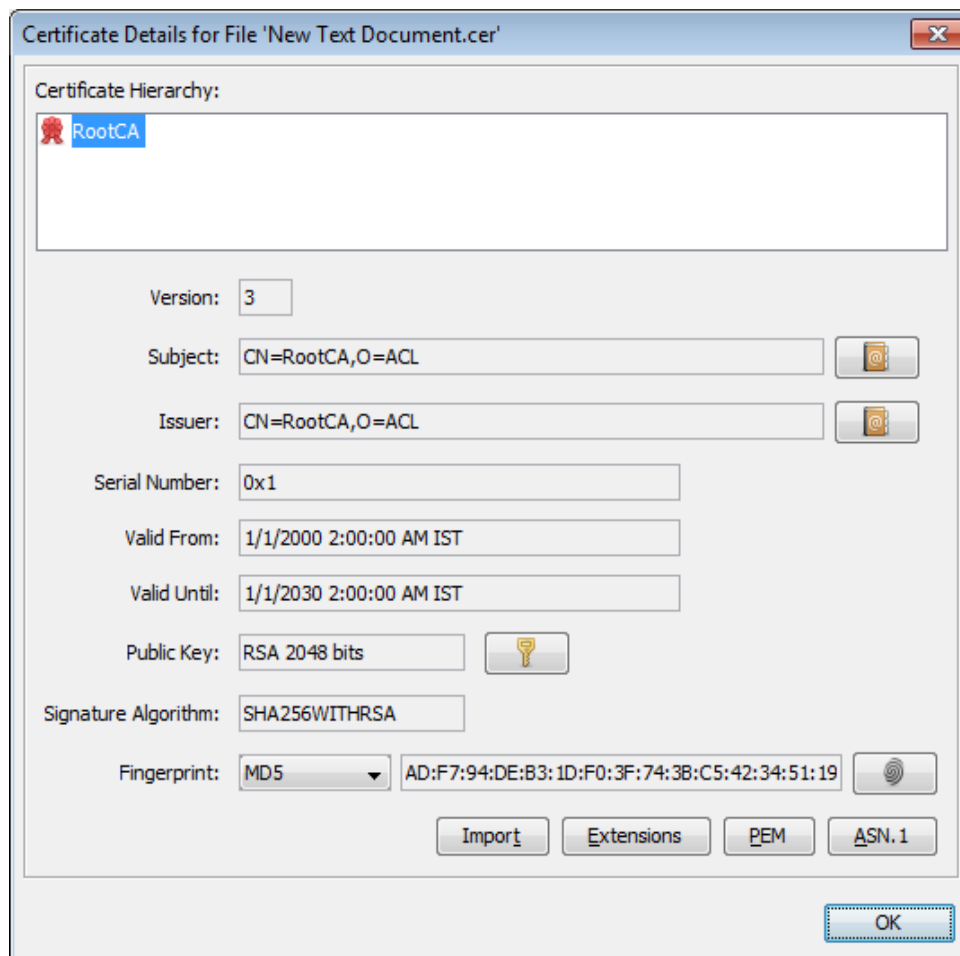 Certificate Details for File 'New Text Document.cer'
Certificate Hierarchy:
RootCA
Version: 3
Subject: CN=RootCA,O=ACL
Issuer: CN=RootCA,O=ACL
Serial Number: 0x1
Valid From: 1/1/2000 2:00:00 AM IST
Valid Until: 1/1/2030 2:00:00 AM IST
Public Key: RSA 2048 bits
Signature Algorithm: SHA256WITHRSA
Fingerprint: MD5 AD:F7:94:DE:B3:1D:F0:3F:74:3B:C5:42:34:51:19
Import Extensions PEM ASN.1
OK